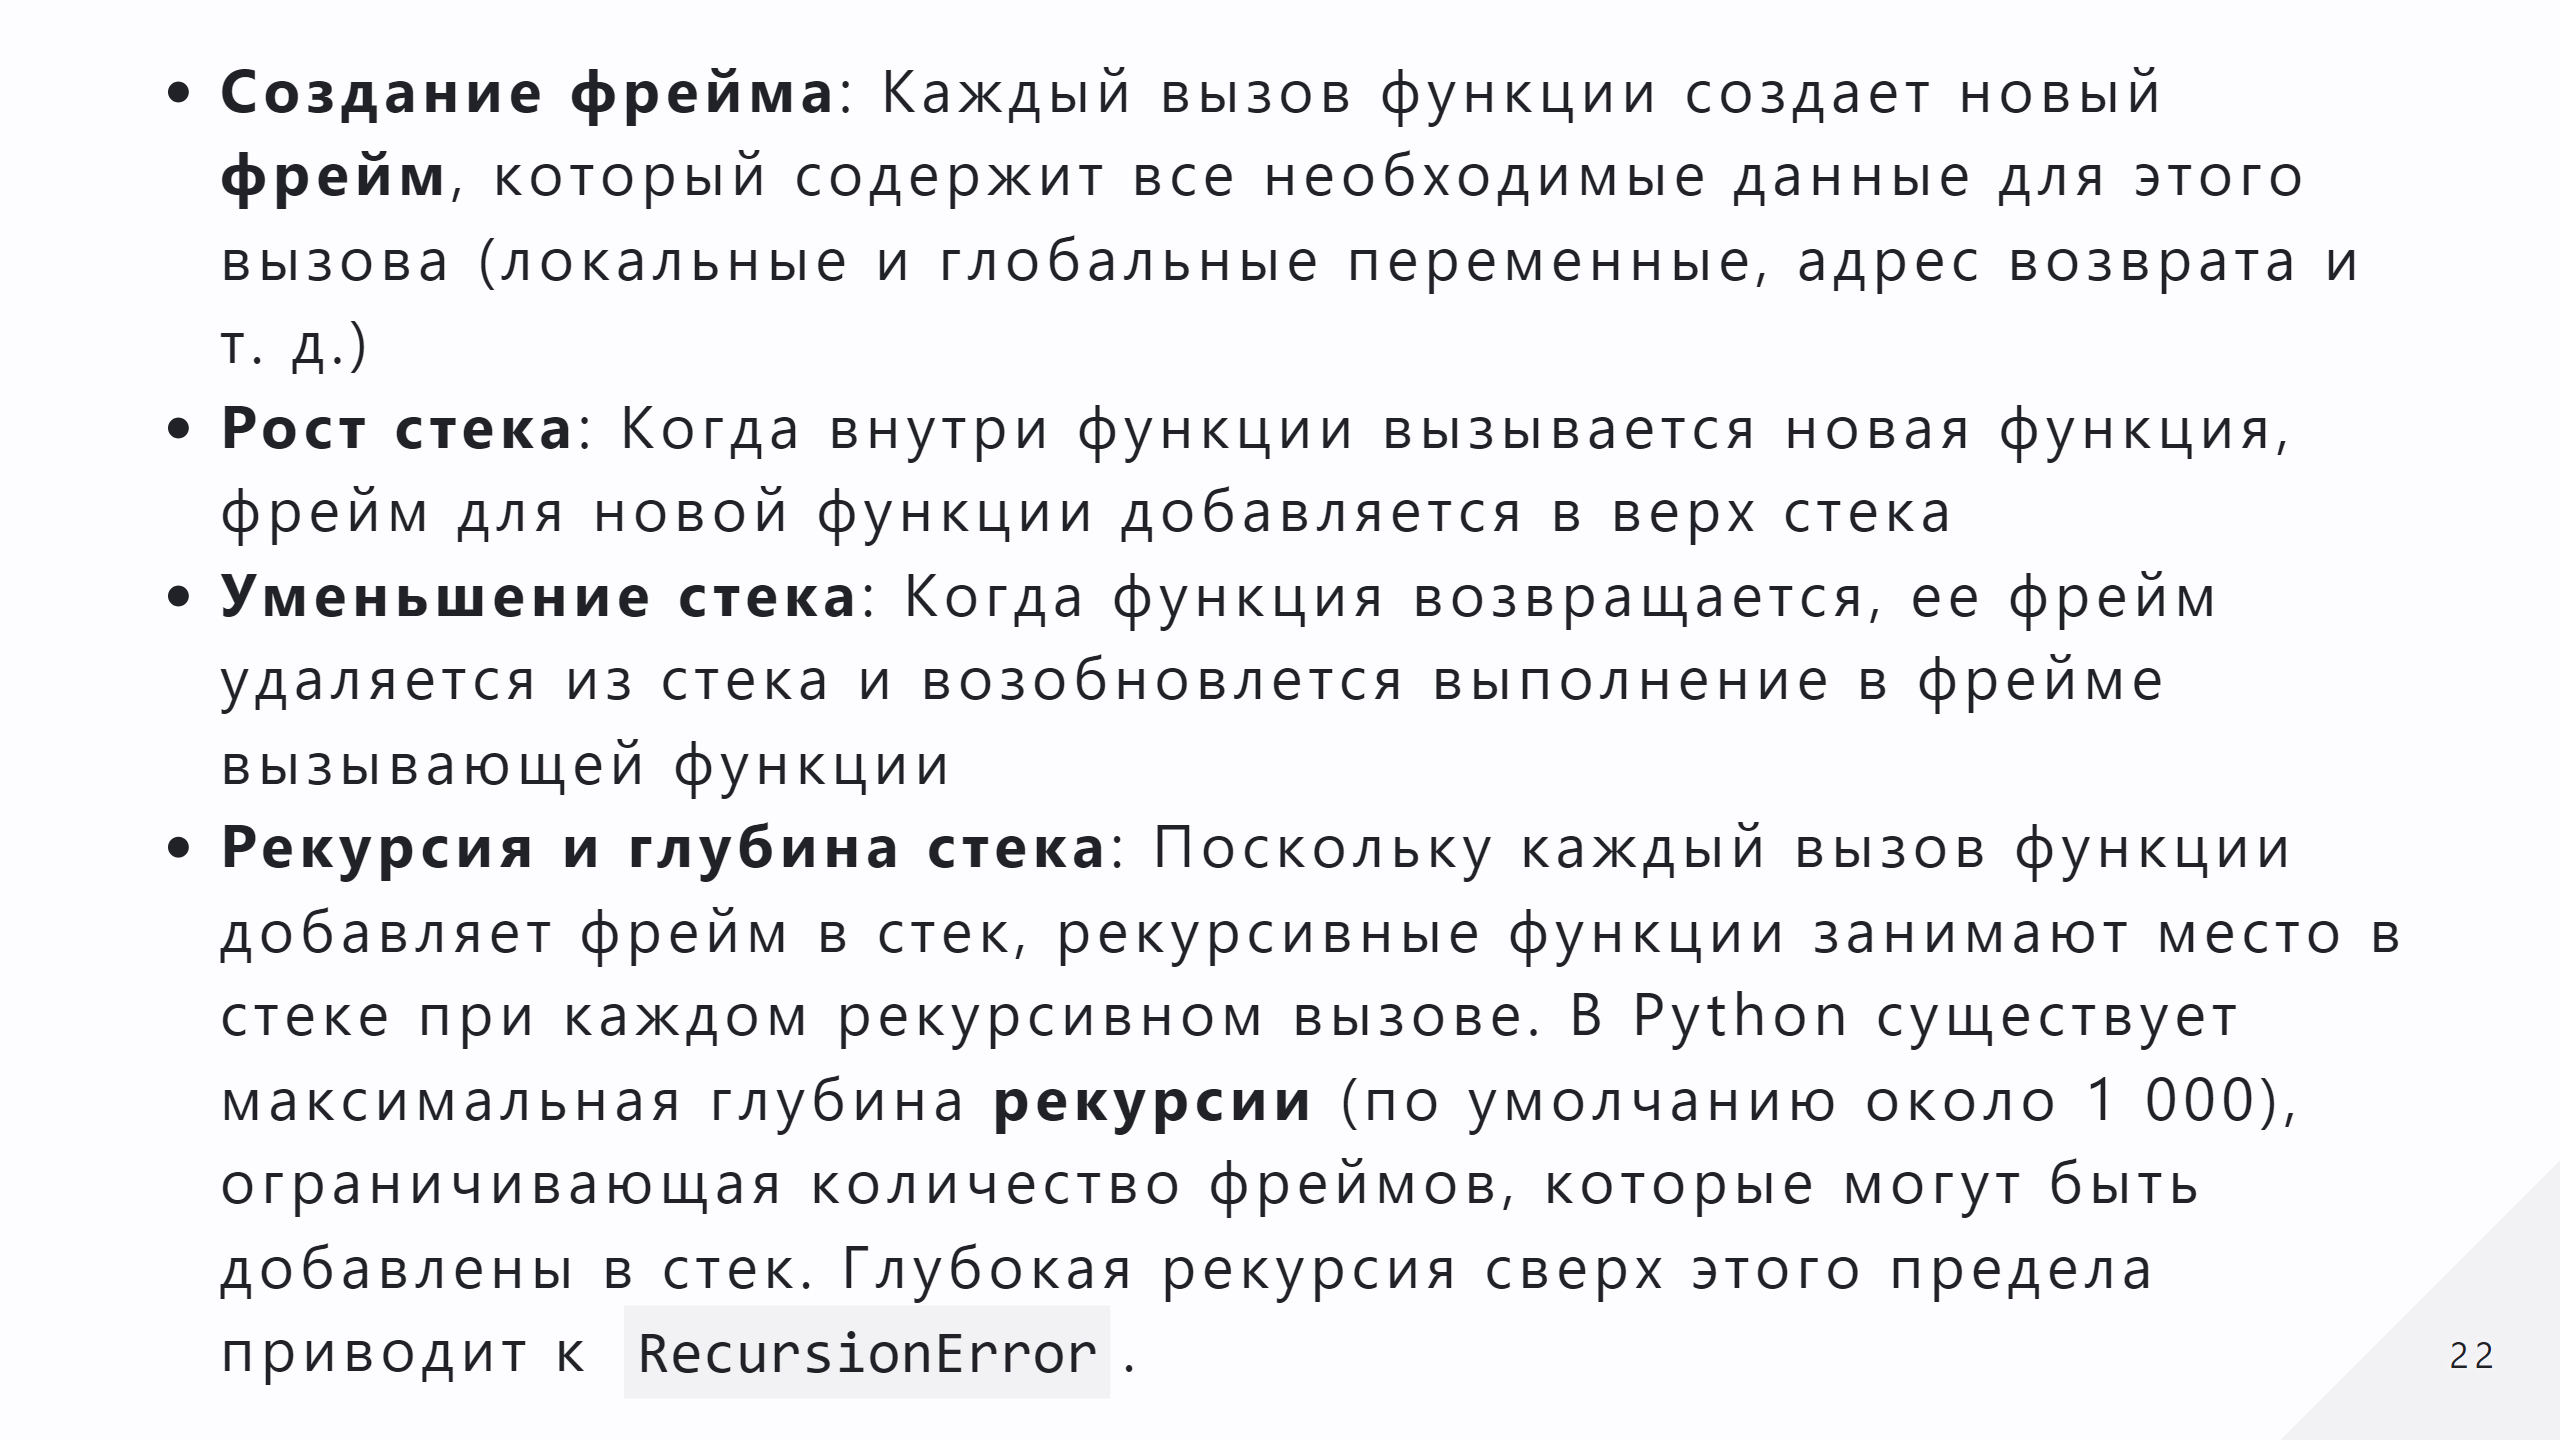 • Создание фрейма: Каждый вызов функции создает новый
фрейм, который содержит все необходимые данные для этого
вызова (локальные и глобальные переменные, адрес возврата и
т. д.)
• Рост стека: Когда внутри функции вызывается новая функция,
фрейм для новой функции добавляется в верх стека
• Уменьшение стека: Когда функция возвращается, ее фрейм
удаляется из стека и возобновлется выполнение в фрейме
вызывающей функции
• Рекурсия и глубина стека: Поскольку каждый вызов функции
добавляет фрейм в стек, рекурсивные функции занимают место в
стеке при каждом рекурсивном вызове. В Python существует
максимальная глубина рекурсии (по умолчанию около 1 000),
ограничивающая количество фреймов, которые могут быть
добавлены в стек. Глубокая рекурсия сверх этого предела
приводит к RecursionError.
22